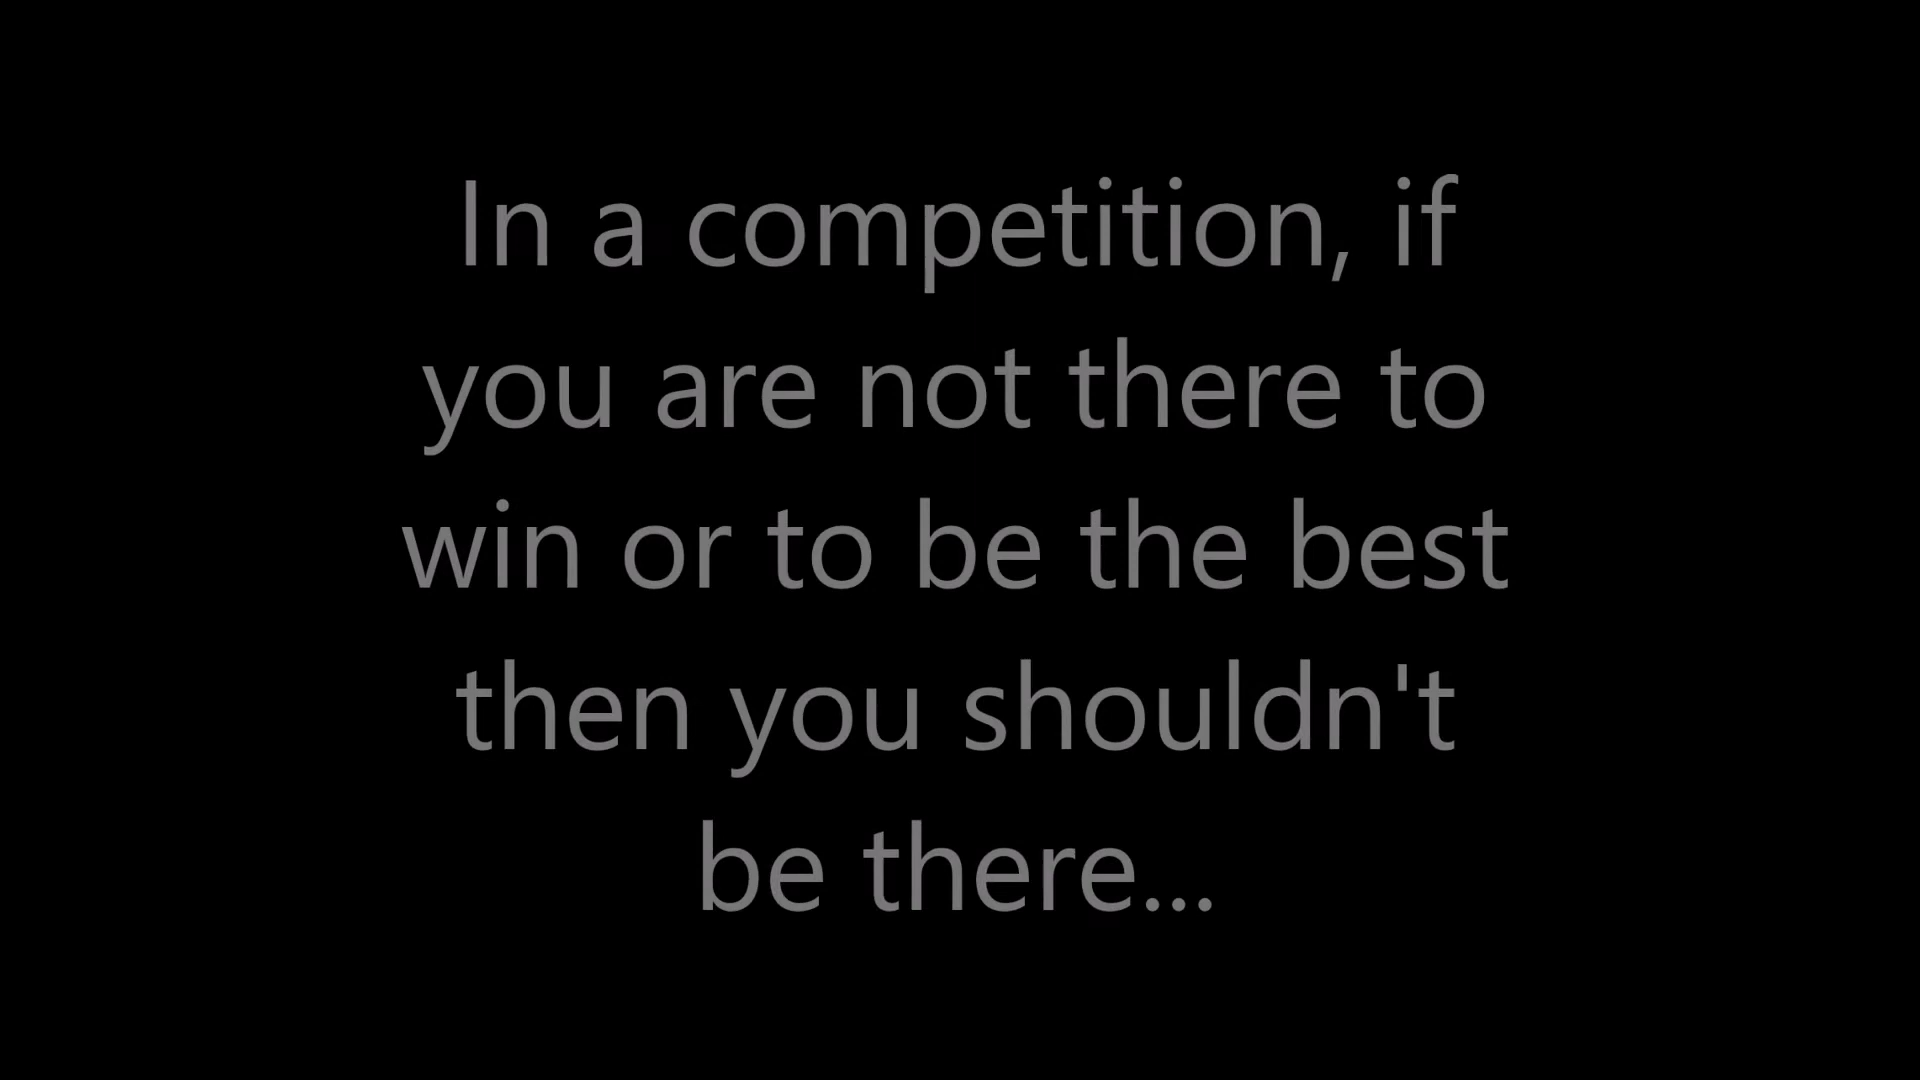 In a competition, if
you are not there to
win or to be the best
then you shouldn't
be there...